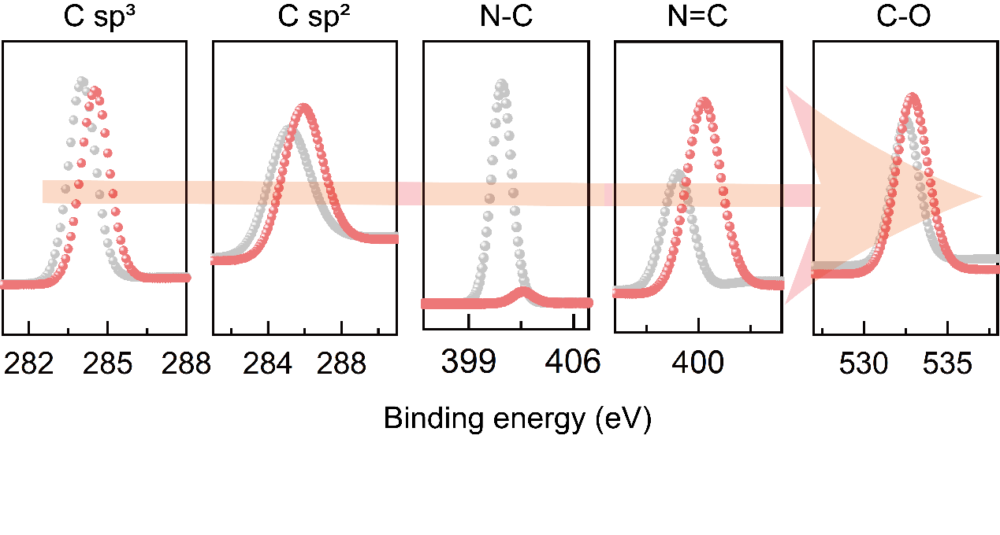 C sp³ C sp² N-C N=C C-O
282 285 288 284 288 399 406 400 530 535
Binding energy (eV)